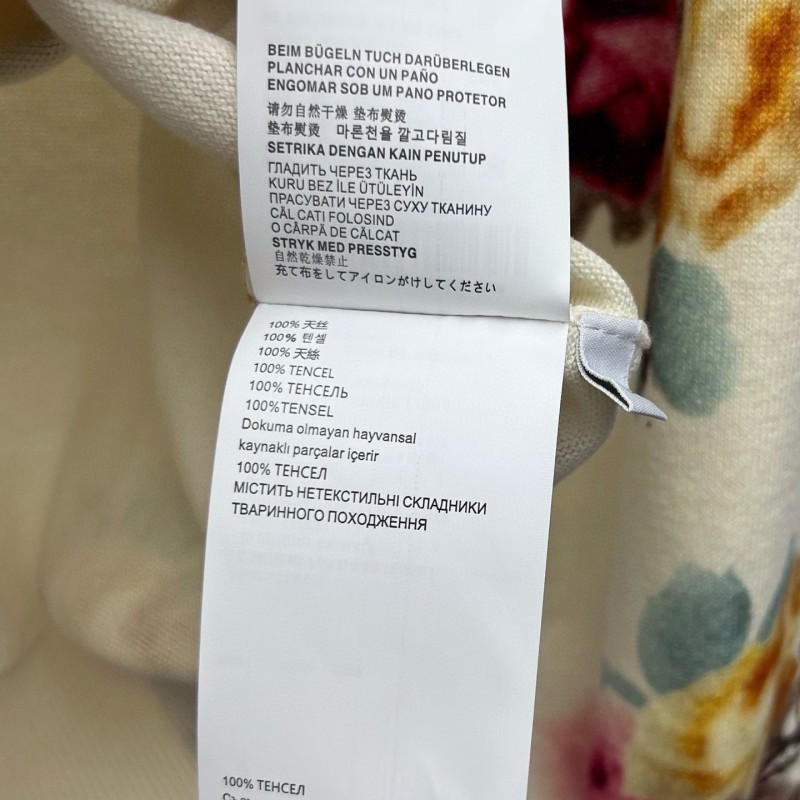 BEIM BÜGELN TUCH DARÜBERLEGEN
PLANCHAR CON UN PAÑO
ENGOMAR SOB UM PANO PROTETOR
请勿自然干燥 垫布熨烫
垫布熨烫 마른천을 깔고다림질
SETRIKA DENGAN KAIN PENUTUP
ГЛАДИТЬ ЧЕРЕЗ ТКАНЬ
KURU BEZ İLE ÜTÜLEYİN
ПРАСУВАТИ ЧЕРЕЗ СУХУ ТКАНИНУ
CĂL CATI FOLOSIND
O CÂRPĂ DE CĂLCAT
STRYK MED PRESSTYG
自然乾燥禁止
充て布をしてアイロンがけしてください
100% 天丝
100% 텐셀
100% 天絲
100% TENCEL
100% ТЕНСЕЛЬ
100%TENSEL
Dokuma olmayan hayvansal
kaynaklı parçalar içerir
100% ТЕНСЕЛ
МІСТИТЬ НЕТЕКСТИЛЬНІ СКЛАДНИКИ
ТВАРИННОГО ПОХОДЖЕННЯ
100% ТЕНСЕЛ